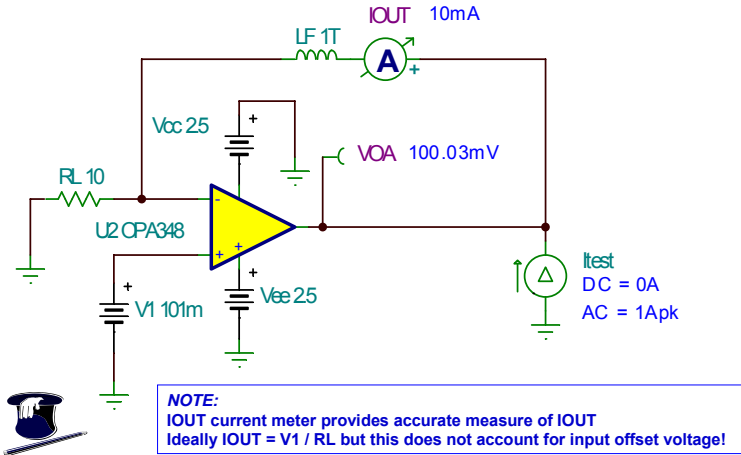 IOUT 10mA
LF 1T
A
+
+
Vcc 2.5
VOA 100.03mV
RL 10
-
U2 OPA348
+
+
+
+
V1 101m
Vee 2.5
Itest
DC = 0A
AC = 1Apk
NOTE:
IOUT current meter provides accurate measure of IOUT
Ideally IOUT = V1 / RL but this does not account for input offset voltage!